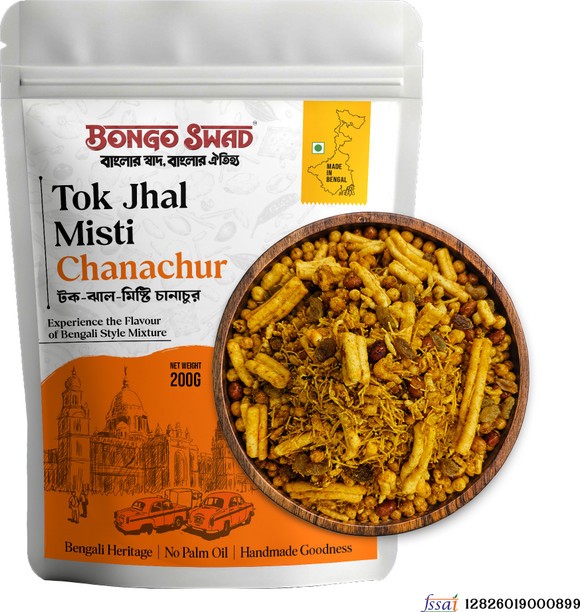 BONGO SWAD
বাংলার স্বাদ, বাংলার ঐতিহ্য
MADE
IN
BENGAL
Tok Jhal
Misti
Chanachur
টক-ঝাল-মিষ্টি চানাচুর
Experience the Flavour
of Bengali Style Mixture
NET WEIGHT
200G
Bengali Heritage | No Palm Oil | Handmade Goodness
fssai 12826019000899